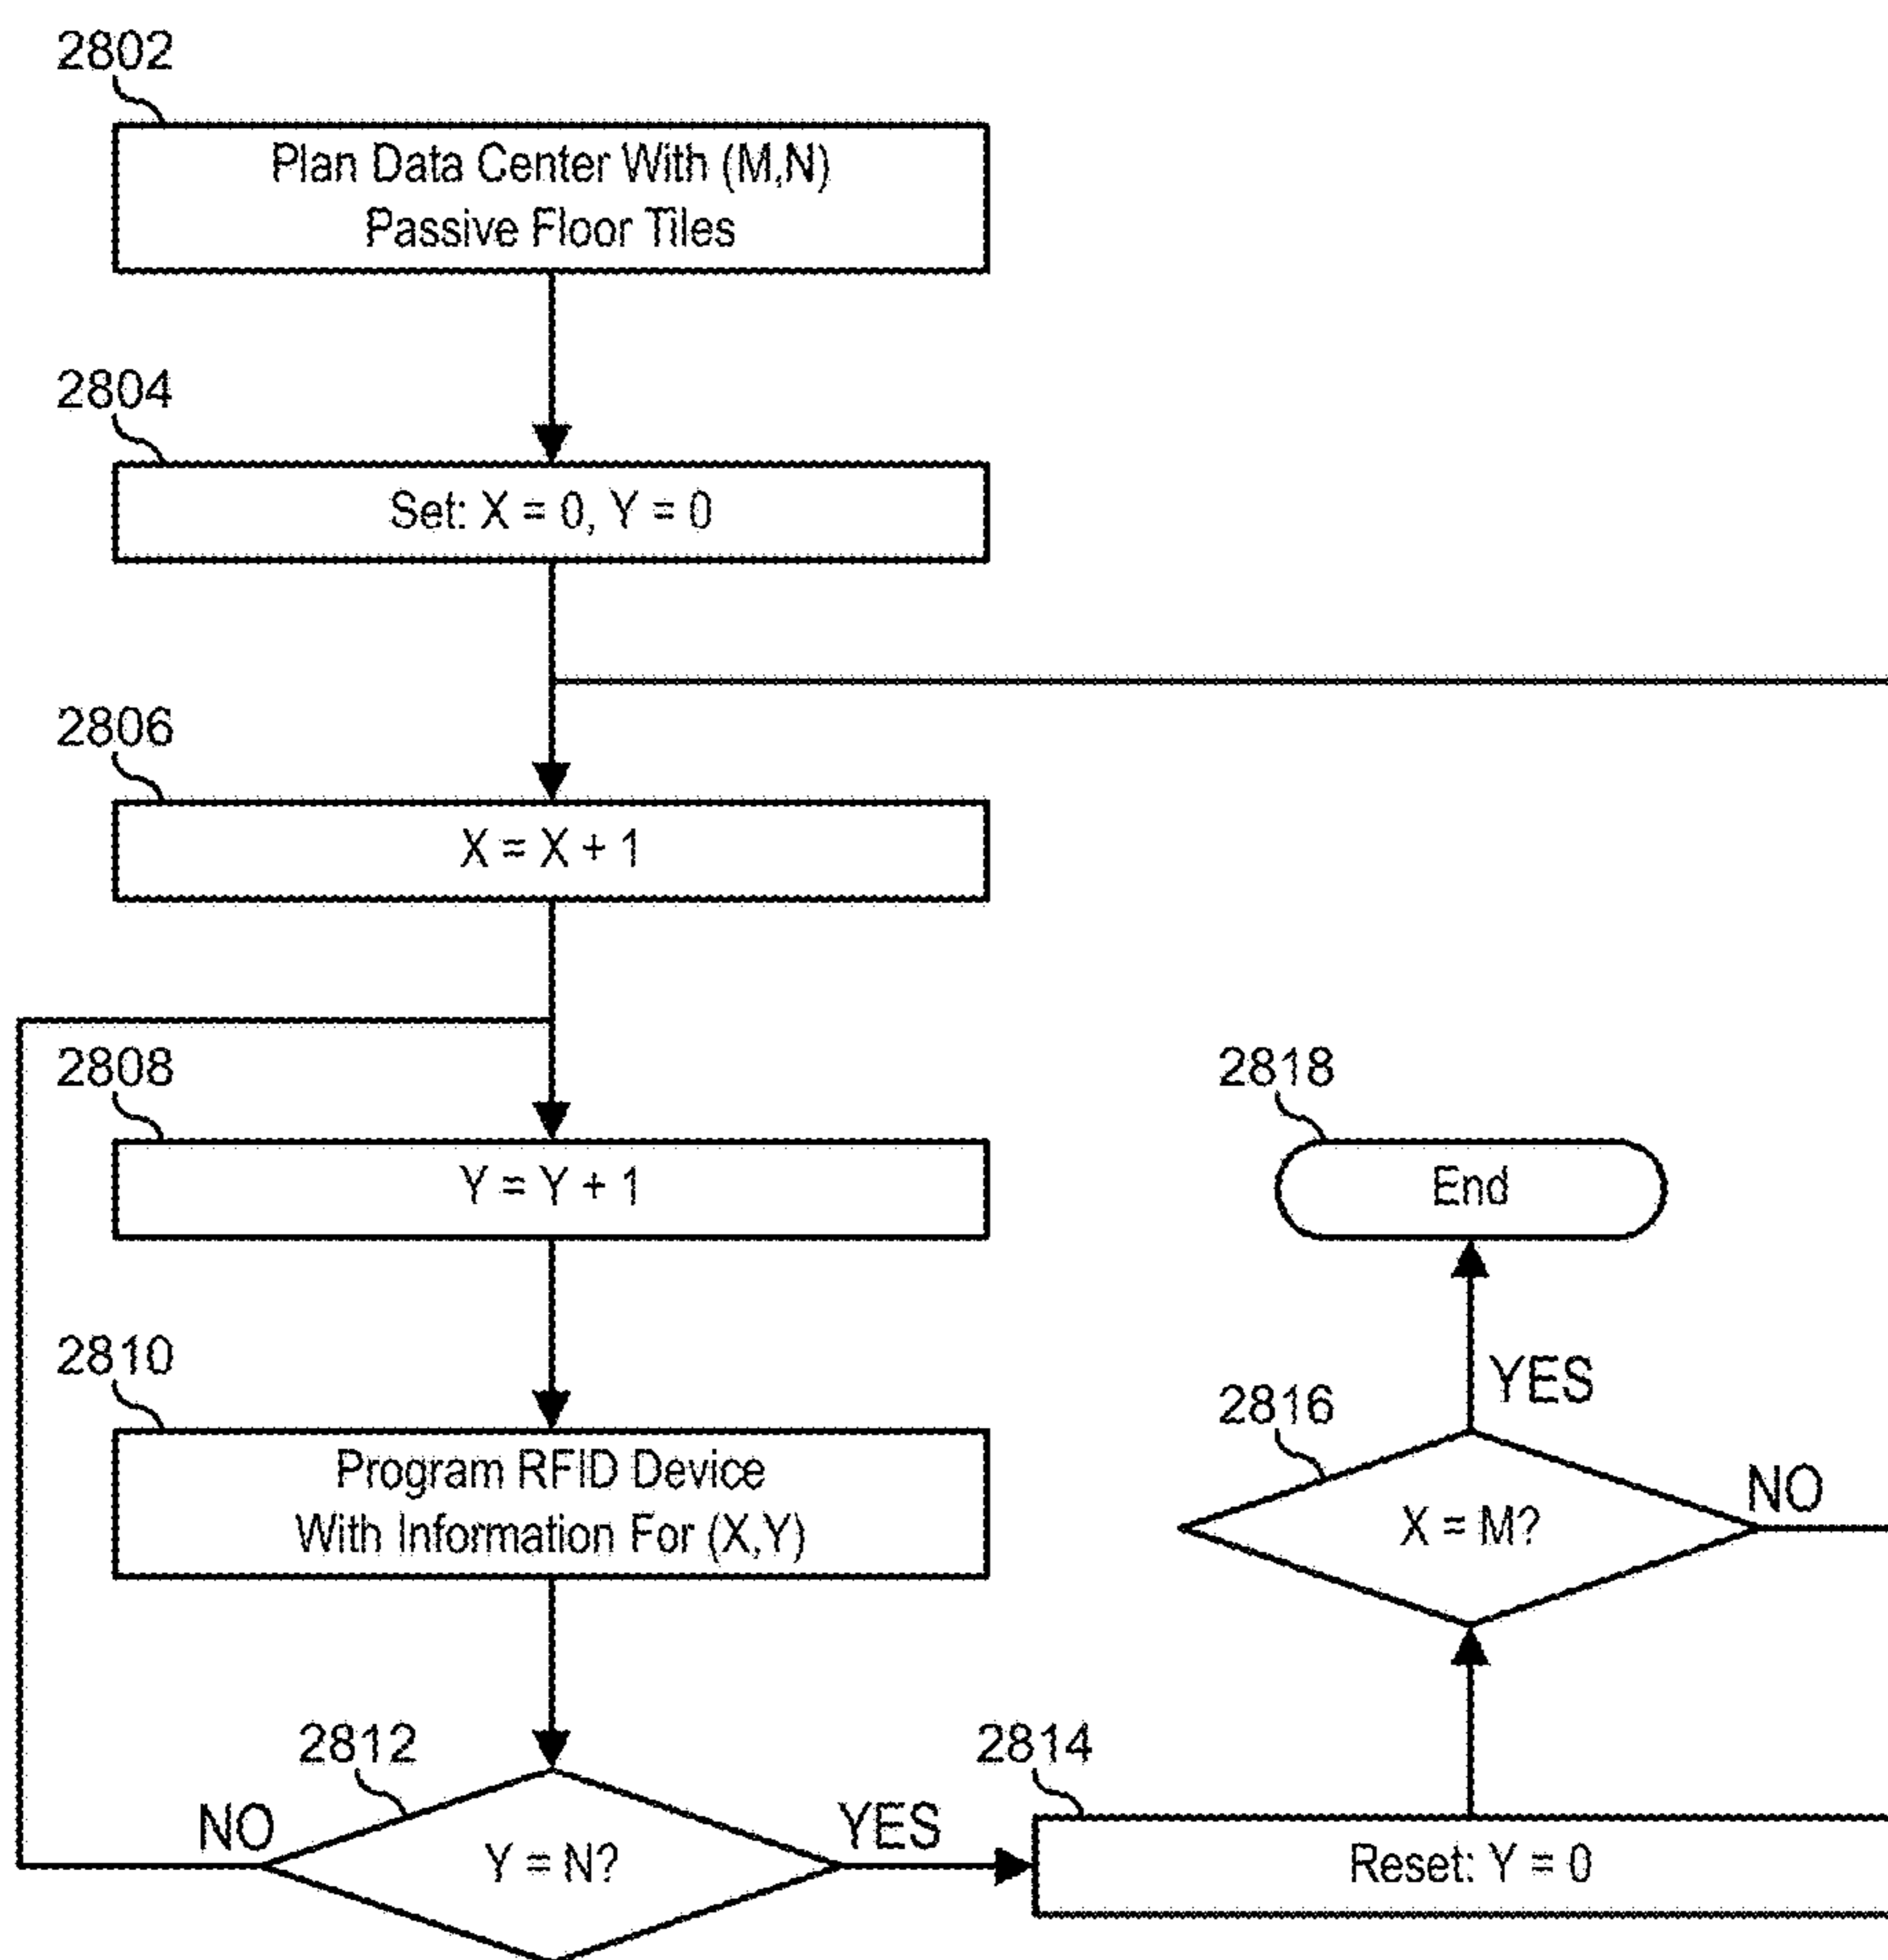 2802
Plan Data Center With (M,N)
Passive Floor Tiles
2804
Set: X = 0, Y = 0
2806
X = X + 1
2808
Y = Y + 1
2810
Program RFID Device
With Information For (X,Y)
2812
NO
Y = N?
YES
2814
Reset: Y = 0
2816
X = M?
NO
YES
2818
End